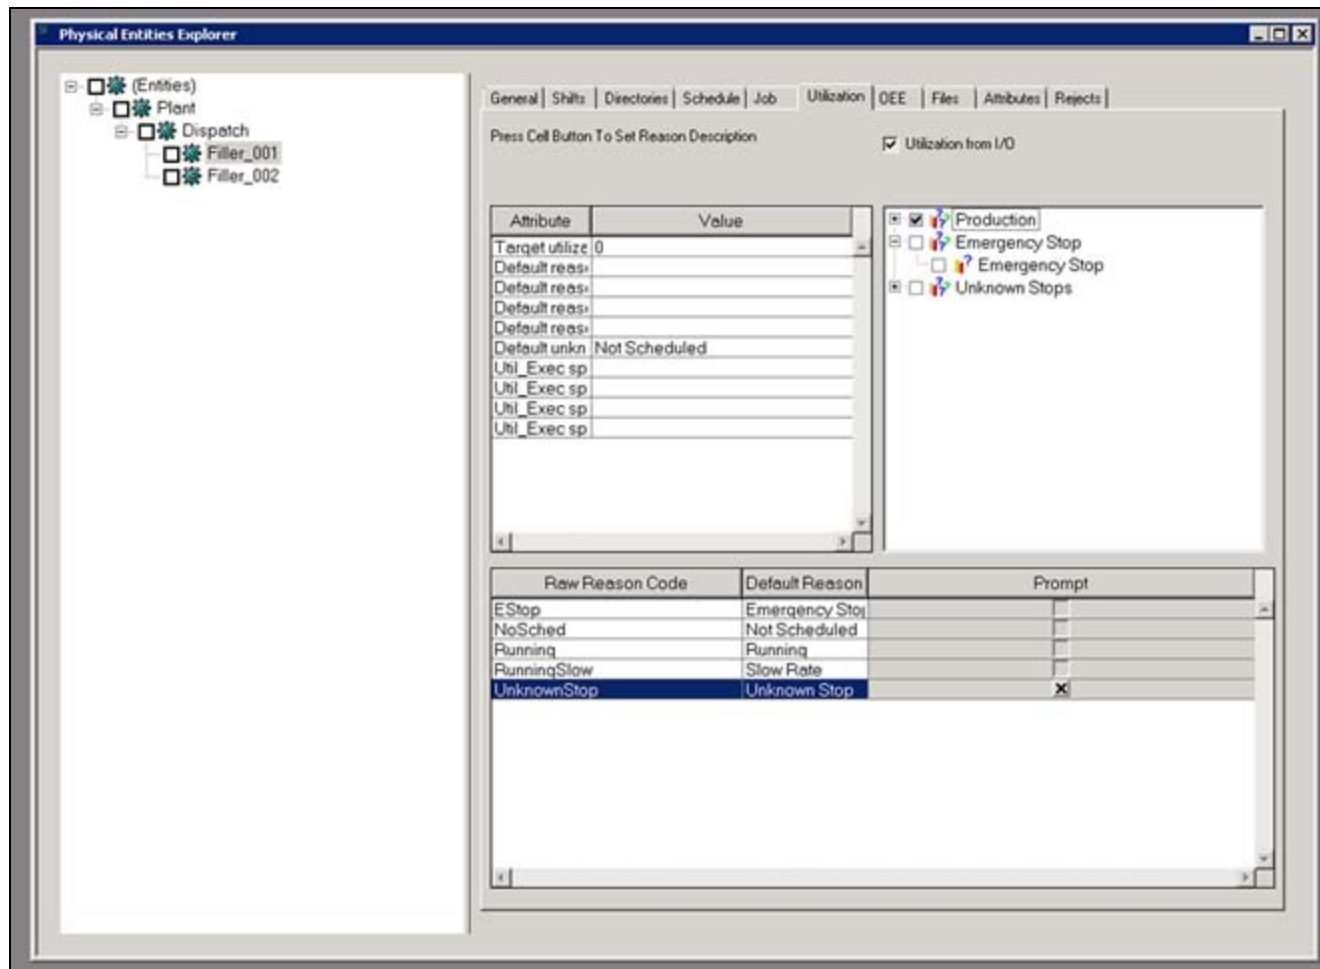 Physical Entities Explorer
(Entities)
Plant
Dispatch
Filler_001
Filler_002
General Shifts Directories Schedule Job Utilization OEE Files Attributes Rejects
Press Cell Button To Set Reason Description
Utilization from I/O
Attribute Value
Target utilize 0
Default reas
Default reas
Default reas
Default reas
Default unkn Not Scheduled
Util_Exec sp
Util_Exec sp
Util_Exec sp
Util_Exec sp
Production
Emergency Stop
Emergency Stop
Unknown Stops
Raw Reason Code Default Reason Prompt
EStop Emergency Stop
NoSched Not Scheduled
Running Running
RunningSlow Slow Rate
UnknownStop Unknown Stop